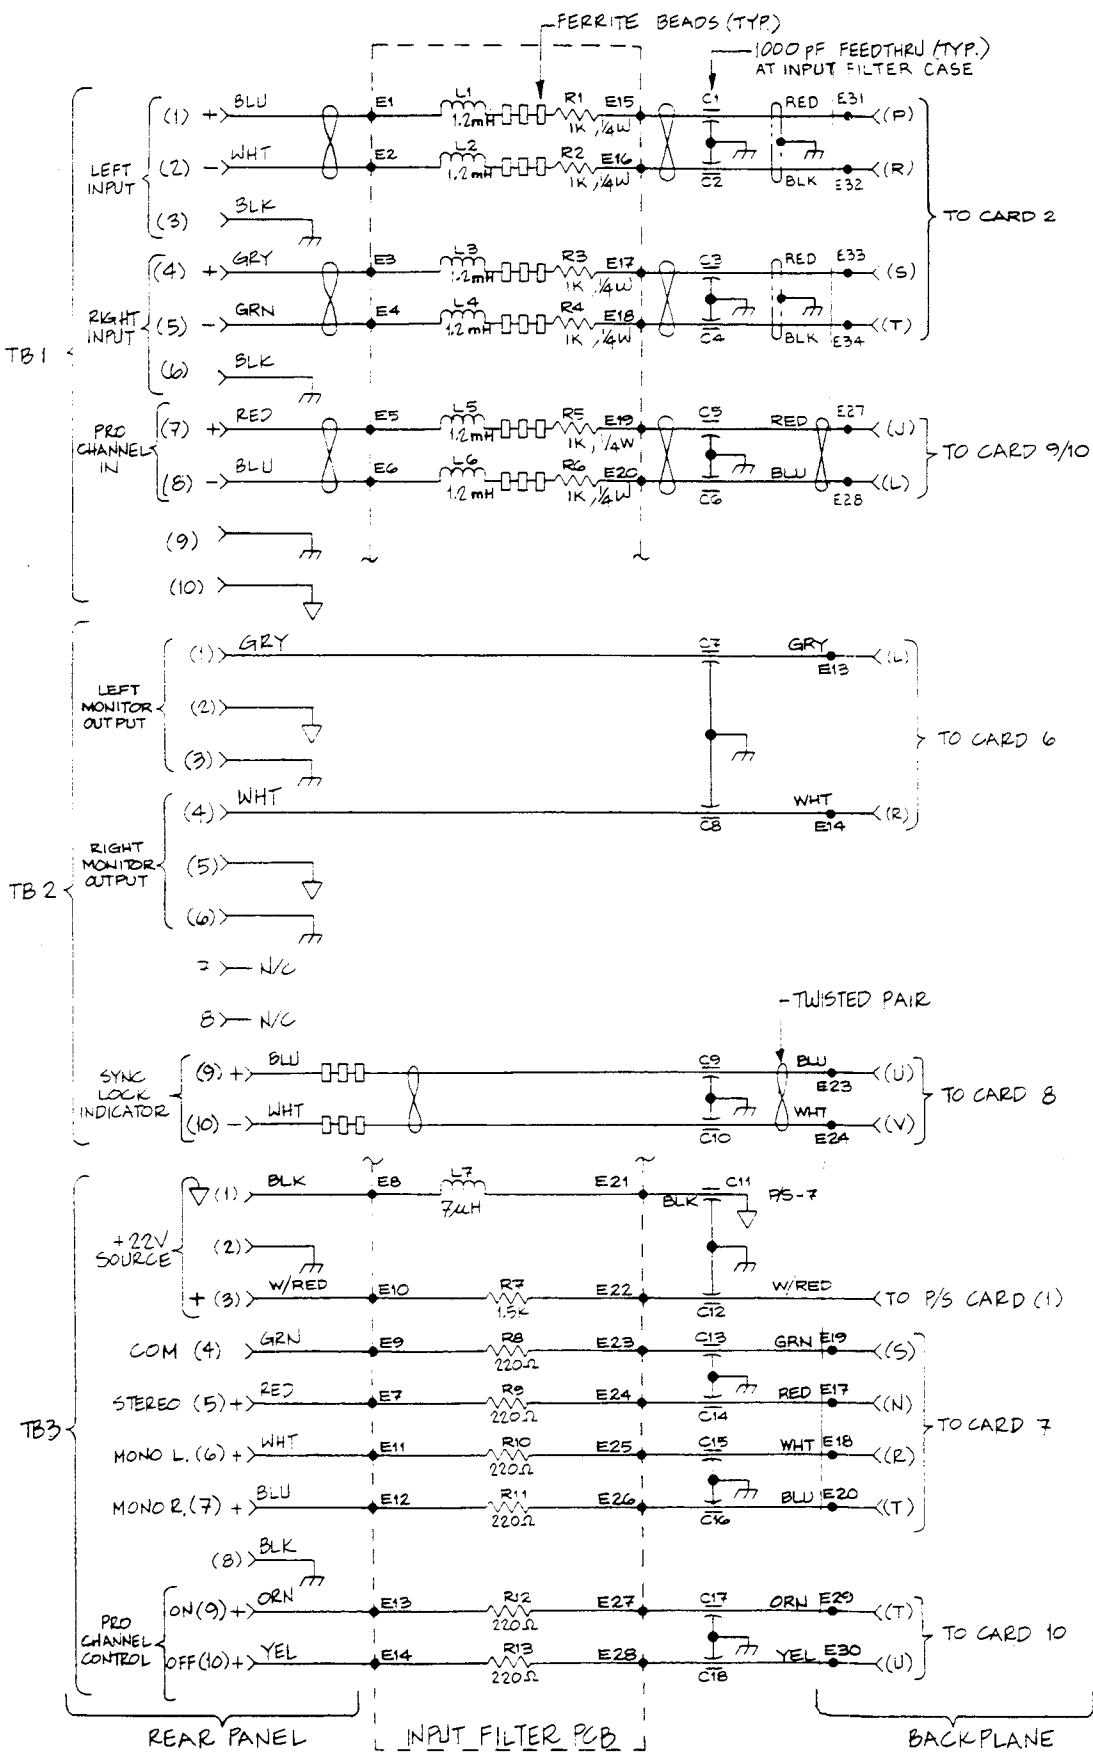 FERRITE BEADS (TYP.)
1000 PF FEEDTHRU (TYP.)
AT INPUT FILTER CASE
TB1
LEFT INPUT
(1) + BLU E1 L1 1.2mH R1 1K, 1/4W E15 C1 RED E31 (P)
(2) - WHT E2 L2 1.2mH R2 1K, 1/4W E16 C2 BLK E32 (R)
(3) BLK
TO CARD 2
RIGHT INPUT
(4) + GRY E3 L3 1.2mH R3 1K, 1/4W E17 C3 RED E33 (S)
(5) - GRN E4 L4 1.2mH R4 1K, 1/4W E18 C4 BLK E34 (T)
(6) BLK
PRO CHANNEL IN
(7) + RED E5 L5 1.2mH R5 1K, 1/4W E19 C5 RED E27 (J)
(8) - BLU E6 L6 1.2mH R6 1K, 1/4W E20 C6 BLU E28 (L)
TO CARD 9/10
(9)
(10)
TB2
LEFT MONITOR OUTPUT
(1) GRY C7 GRY E13 (L)
(2)
(3)
TO CARD 6
RIGHT MONITOR OUTPUT
(4) WHT C8 WHT E14 (R)
(5)
(6)
7 N/C
8 N/C
TWISTED PAIR
SYNC LOCK INDICATOR
(9) + BLU C9 BLU E23 (U)
(10) - WHT C10 WHT E24 (V)
TO CARD 8
TB3
+22V SOURCE
(1) BLK E8 L7 7µH E21 BLK C11 P/S-7
(2)
+ (3) W/RED E10 R7 1.5K E22 C12 W/RED TO P/S CARD (1)
COM (4) GRN E9 R8 220Ω E23 C13 GRN E19 (S)
STEREO (5) + RED E7 R9 220Ω E24 C14 RED E17 (N)
TO CARD 7
MONO L. (6) + WHT E11 R10 220Ω E25 C15 WHT E18 (R)
MONO R. (7) + BLU E12 R11 220Ω E26 C16 BLU E20 (T)
(8) BLK
PRO CHANNEL CONTROL
ON (9) + ORN E13 R12 220Ω E27 C17 ORN E29 (T)
OFF (10) + YEL E14 R13 220Ω E28 C18 YEL E30 (U)
TO CARD 10
REAR PANEL
INPUT FILTER PCB
BACKPLANE